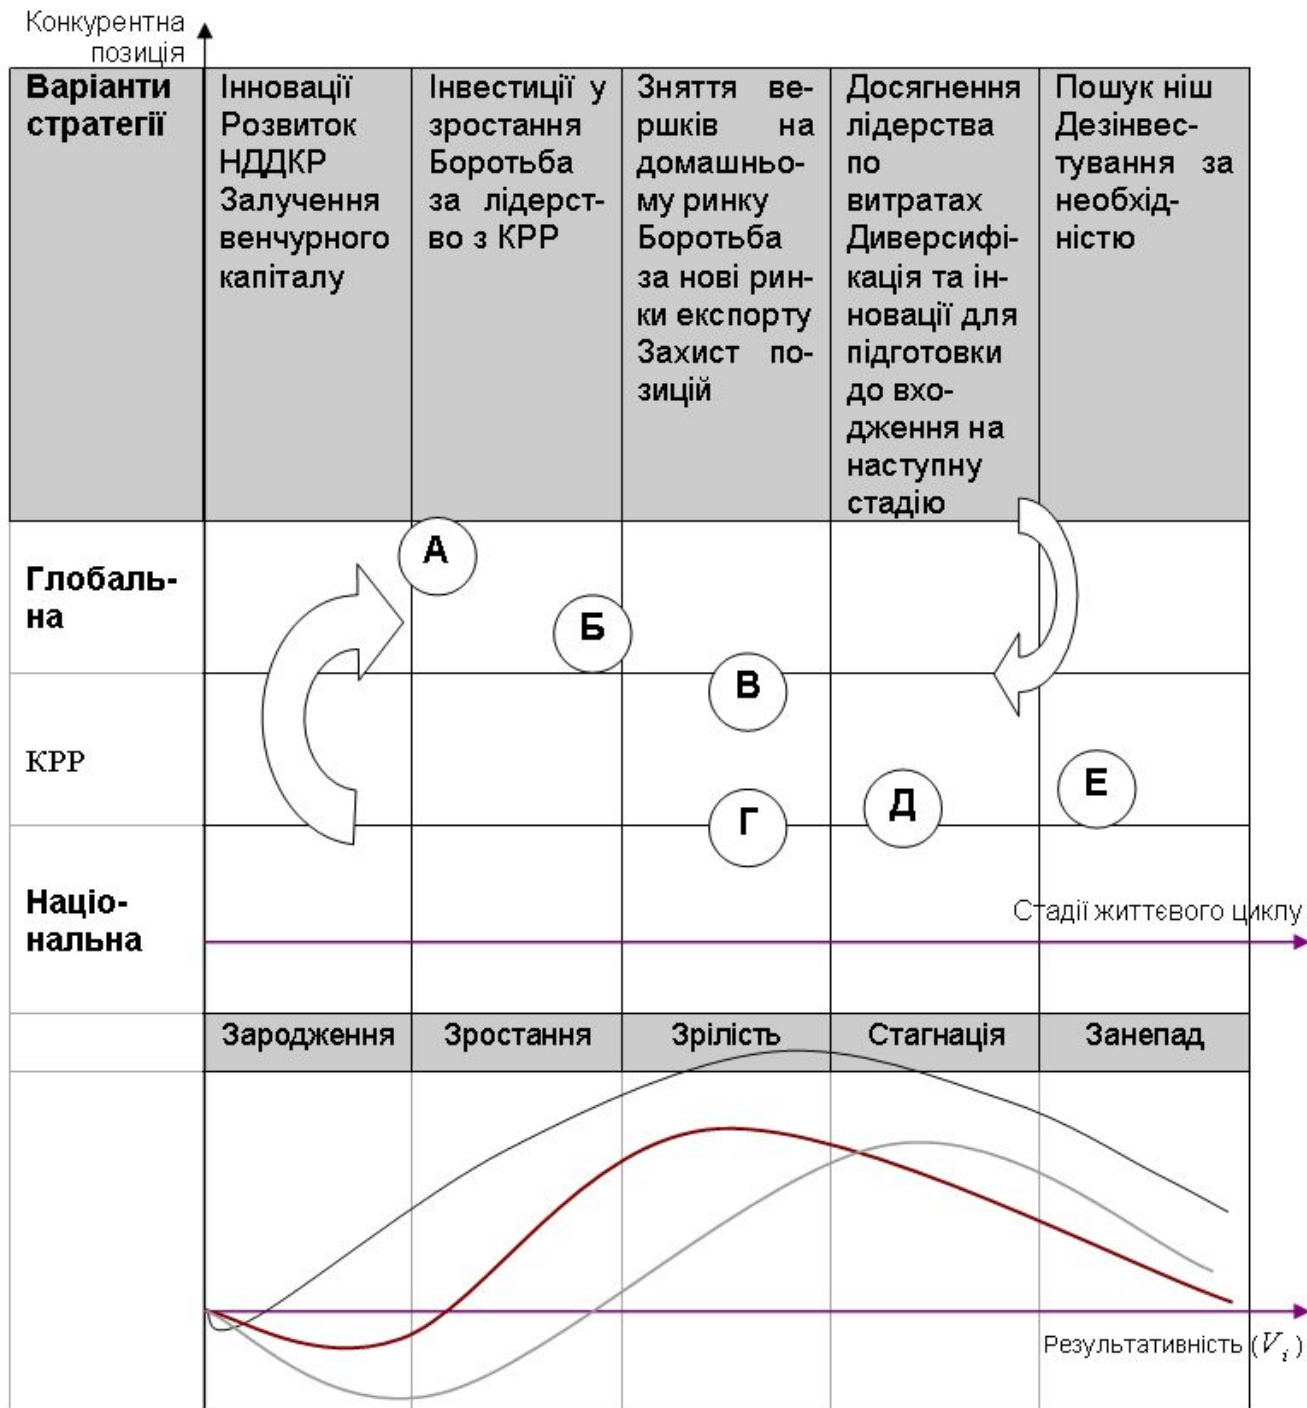 Конкурентна
позиція
Варіанти
стратегії
Інновації
Розвиток
НДДКР
Залучення
венчурного
капіталу
Інвестиції у
зростання
Боротьба
за лідерст-
во з КРР
Зняття ве-
ршків на
домашньо-
му ринку
Боротьба
за нові рин-
ки експорту
Захист по-
зицій
Досягнення
лідерства
по
витратах
Диверсифі-
кація та ін-
новації для
підготовки
до вхо-
дження на
наступну
стадію
Пошук ніш
Дезінвес-
тування за
необхід-
ністю
Глобаль-
на
А
Б
В
КРР
Г
Д
Е
Націо-
нальна
Стадії життєвого циклу
Зародження
Зростання
Зрілість
Стагнація
Занепад
Результативність (V_i)